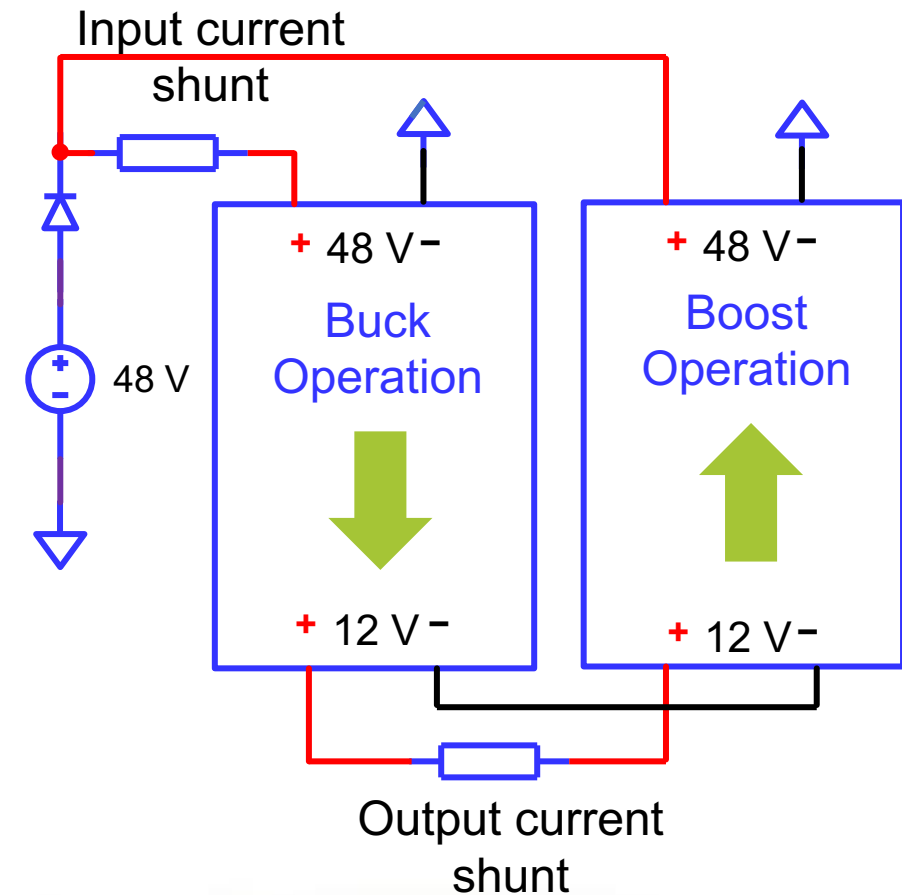 Input current
shunt
+ 48 V -
+ 48 V -
Buck
Operation
Boost
Operation
+
-
48 V
+ 12 V -
+ 12 V -
Output current
shunt